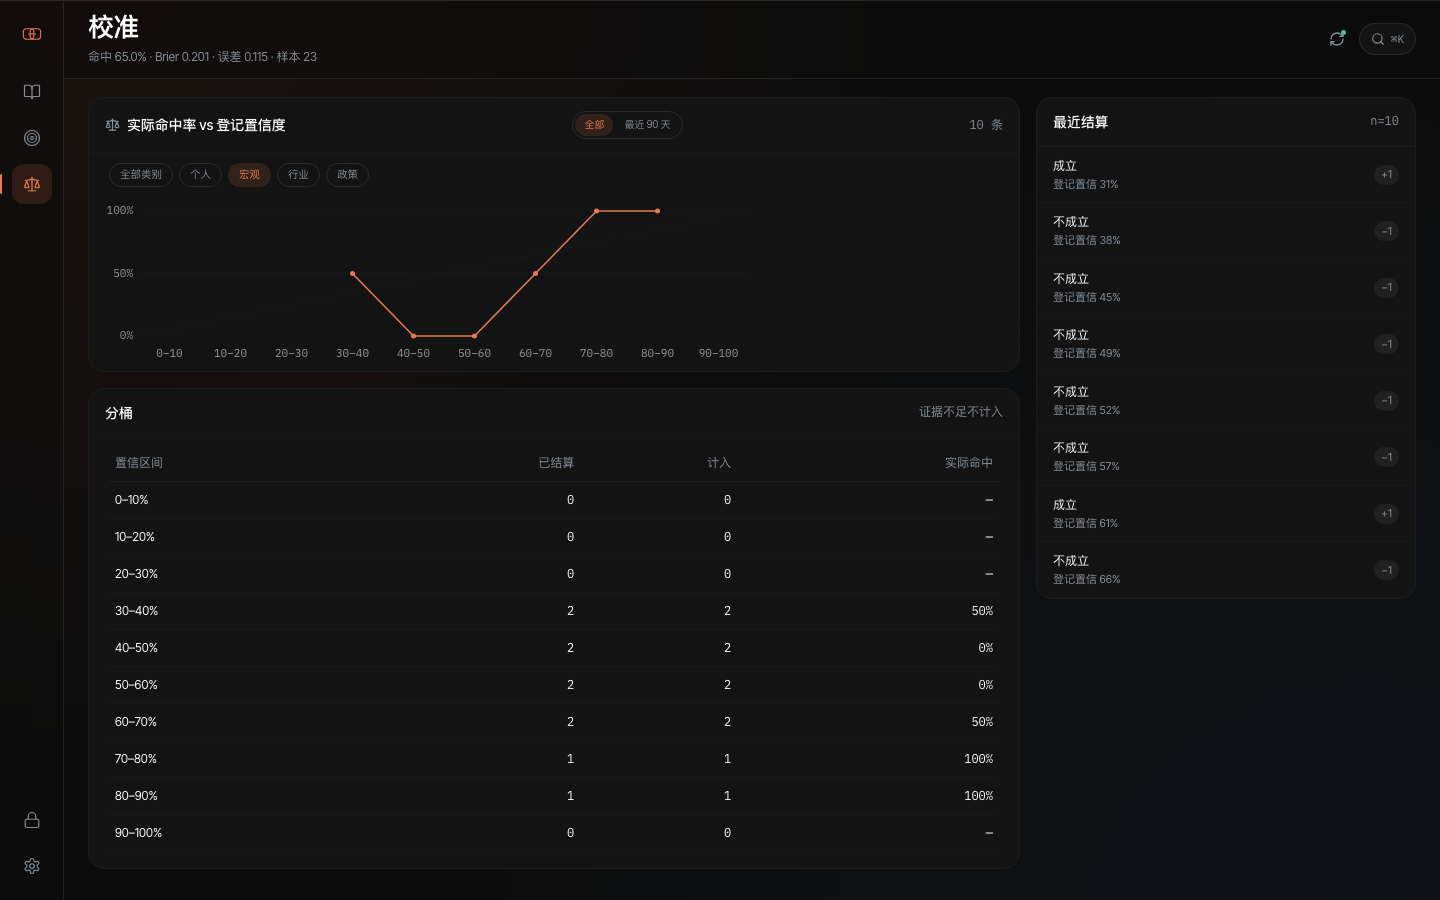 校准
命中 65.0% · Brier 0.201 · 误差 0.115 · 样本 23
⌘K
实际命中率 vs 登记置信度
全部 最近 90 天
10 条
全部类别 个人 宏观 行业 政策
100%
50%
0%
0–10 10–20 20–30 30–40 40–50 50–60 60–70 70–80 80–90 90–100
分桶
证据不足不计入
置信区间 已结算 计入 实际命中
0–10% 0 0 —
10–20% 0 0 —
20–30% 0 0 —
30–40% 2 2 50%
40–50% 2 2 0%
50–60% 2 2 0%
60–70% 2 2 50%
70–80% 1 1 100%
80–90% 1 1 100%
90–100% 0 0 —
最近结算
n=10
成立
登记置信 31%
+1
不成立
登记置信 38%
−1
不成立
登记置信 45%
−1
不成立
登记置信 49%
−1
不成立
登记置信 52%
−1
不成立
登记置信 57%
−1
成立
登记置信 61%
+1
不成立
登记置信 66%
−1